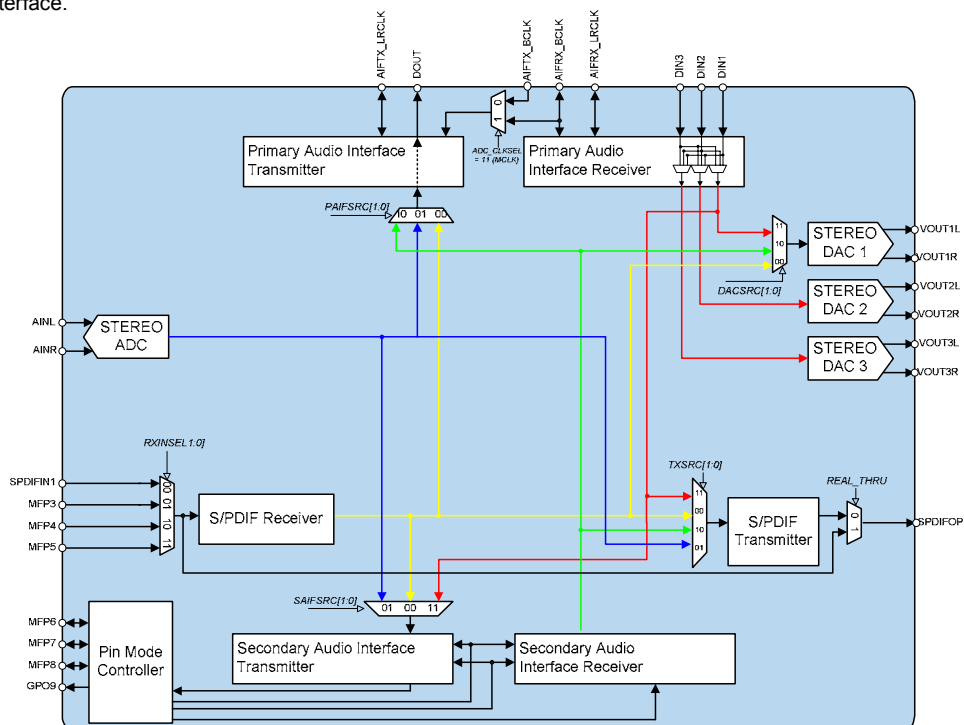 terface.
AIFTX_LRCLK
DOUT
AIFTX_BCLK
AIFRX_BCLK
AIFRX_LRCLK
DIN3
DIN2
DIN1
1 0
ADC_CLKSEL
= 11 (MCLK)
Primary Audio Interface
Transmitter
Primary Audio
Interface Receiver
PAIFSRC[1:0]
10 01 00
11
10
00
DACSRC[1:0]
STEREO
DAC 1
VOUT1L
VOUT1R
STEREO
DAC 2
VOUT2L
VOUT2R
STEREO
DAC 3
VOUT3L
VOUT3R
AINL
AINR
STEREO
ADC
RXINSEL1:0]
SPDIFIN1
MFP3
MFP4
MFP5
00
01
10
11
S/PDIF Receiver
TXSRC[1:0]
11
00
10
01
S/PDIF
Transmitter
REAL_THRU
0
1
SPDIFOP
SAIFSRC[1:0]
01 00 11
MFP6
MFP7
MFP8
GPO9
Pin Mode
Controller
Secondary Audio Interface
Transmitter
Secondary Audio
Interface Receiver